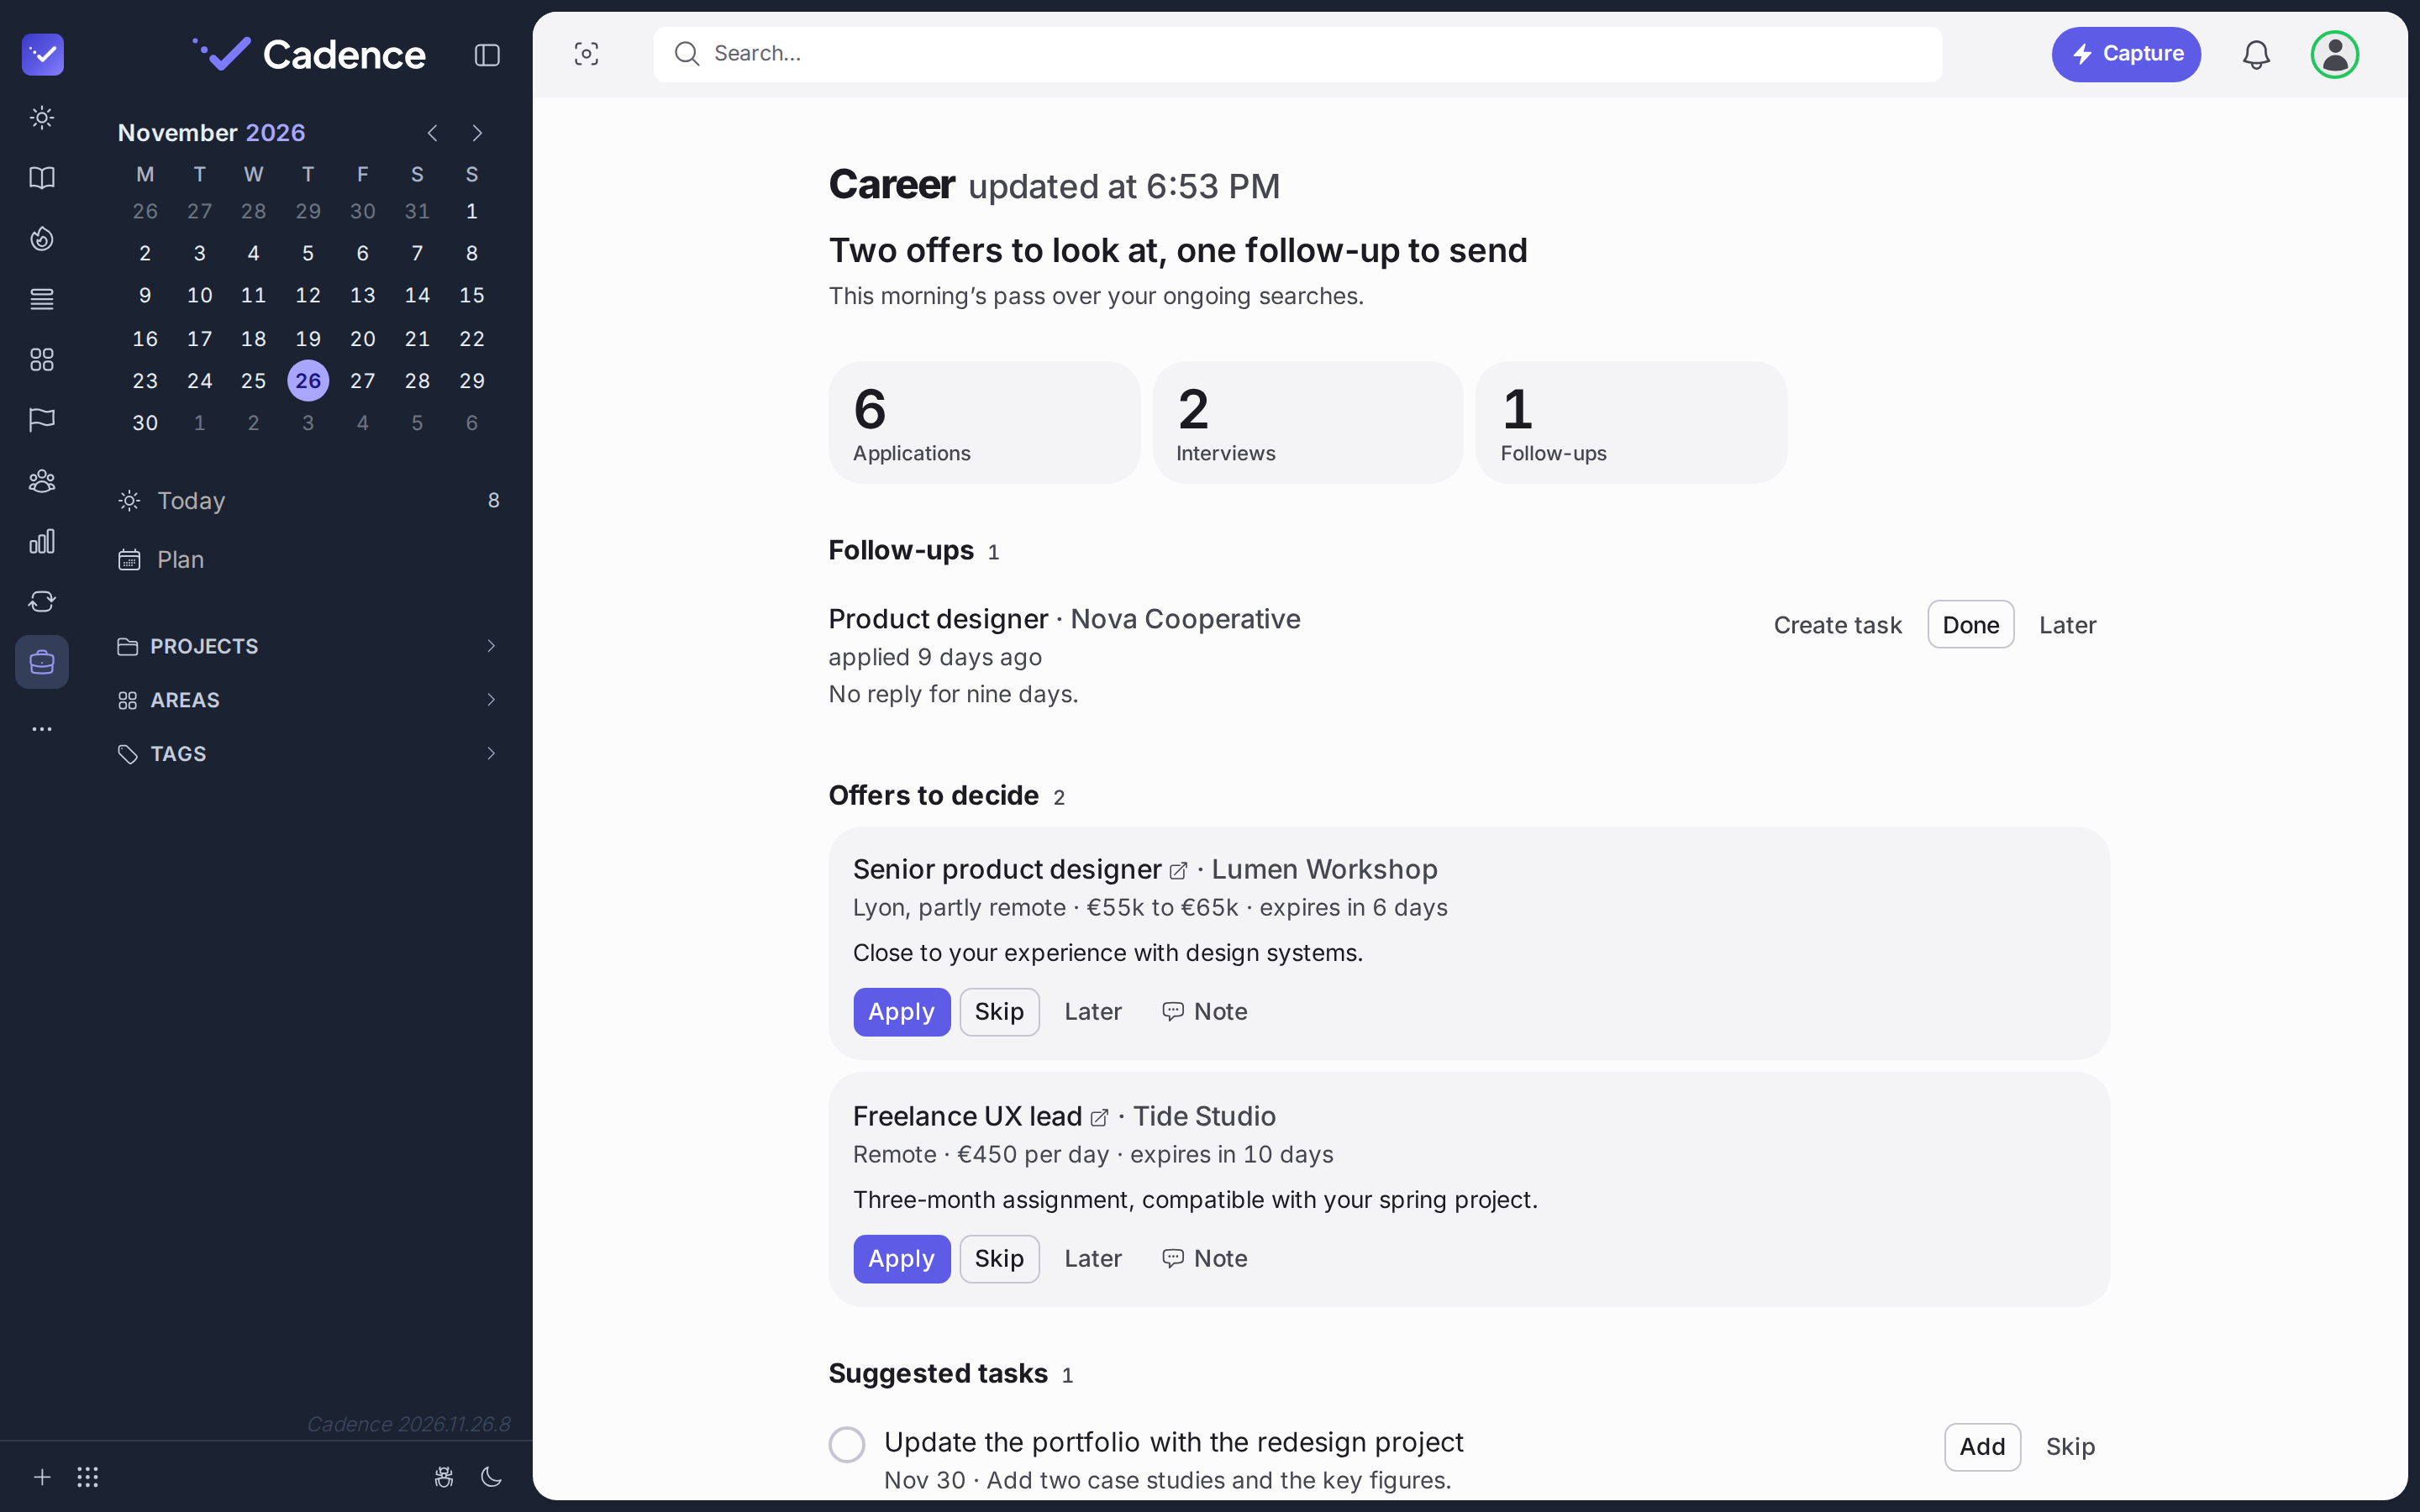 Cadence
November 2026
M T W T F S S
26 27 28 29 30 31 1
2 3 4 5 6 7 8
9 10 11 12 13 14 15
16 17 18 19 20 21 22
23 24 25 26 27 28 29
30 1 2 3 4 5 6
Today 8
Plan
PROJECTS
AREAS
TAGS
Cadence 2026.11.26.8
Search...
Capture
Career updated at 6:53 PM
Two offers to look at, one follow-up to send
This morning’s pass over your ongoing searches.
6
Applications
2
Interviews
1
Follow-ups
Follow-ups 1
Product designer · Nova Cooperative
applied 9 days ago
No reply for nine days.
Create task Done Later
Offers to decide 2
Senior product designer · Lumen Workshop
Lyon, partly remote · €55k to €65k · expires in 6 days
Close to your experience with design systems.
Apply Skip Later Note
Freelance UX lead · Tide Studio
Remote · €450 per day · expires in 10 days
Three-month assignment, compatible with your spring project.
Apply Skip Later Note
Suggested tasks 1
Update the portfolio with the redesign project
Nov 30 · Add two case studies and the key figures.
Add Skip